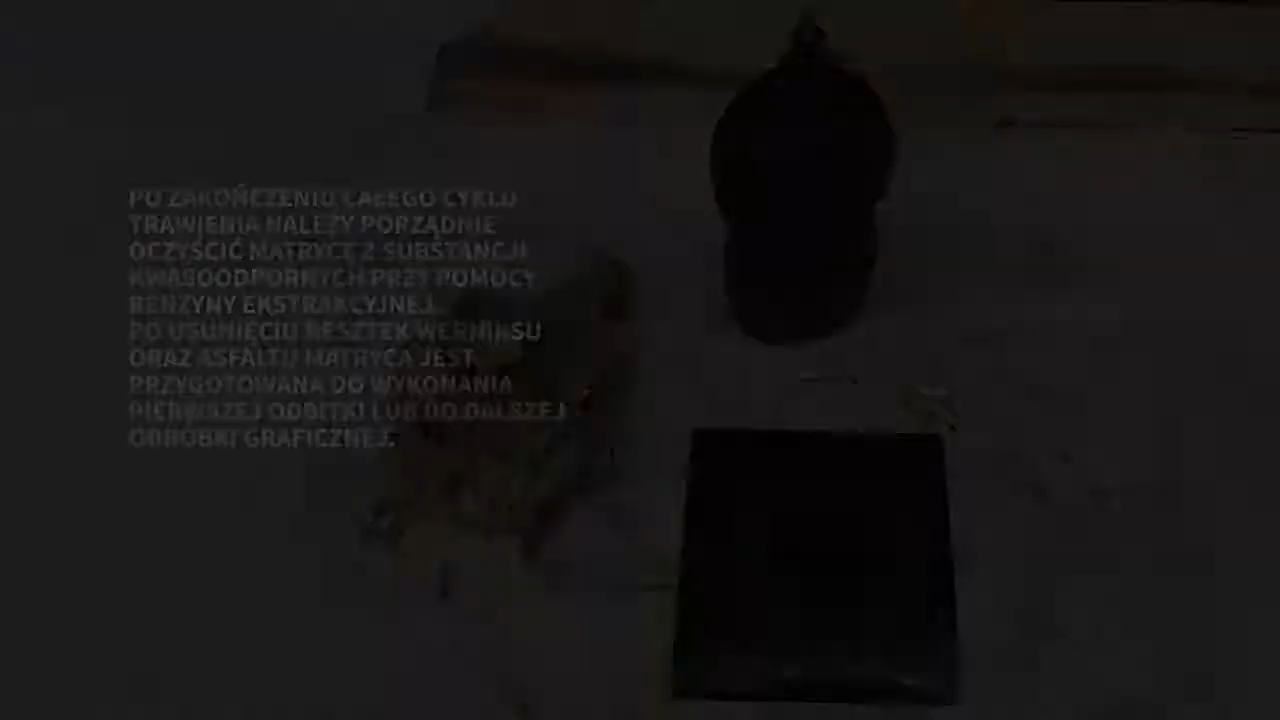 PO ZAKOŃCZENIU CAŁEGO CYKLU
TRAWIENIA NALEŻY PORZĄDNIE
OCZYŚCIĆ MATRYCĘ Z SUBSTANCJI
KWASOODPORNYCH PRZY POMOCY
BENZYNY EKSTRAKCYJNEJ.
PO USUNIĘCIU RESZTEK WERNIKSU
ORAZ ASFALTU MATRYCA JEST
PRZYGOTOWANA DO WYKONANIA
PIERWSZEJ ODBITKI LUB DO DALSZEJ
OBRÓBKI GRAFICZNEJ.